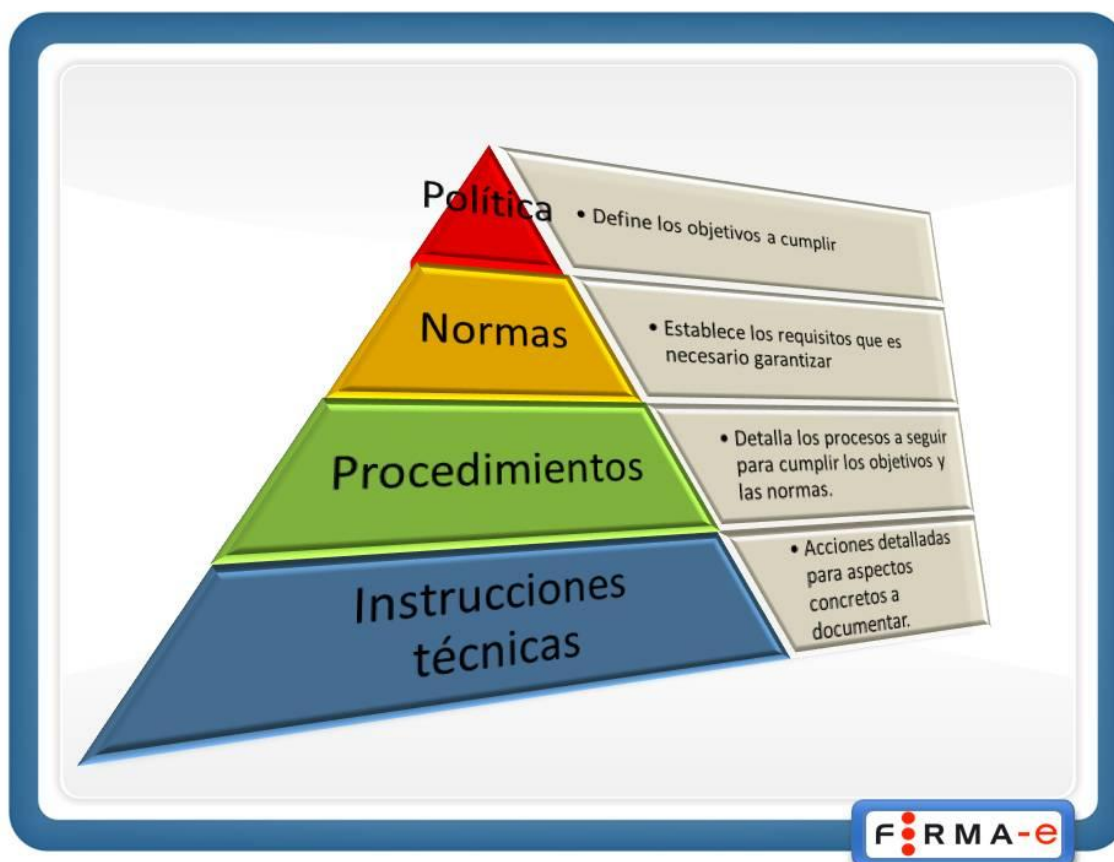 Política
• Define los objetivos a cumplir
Normas
• Establece los requisitos que es
necesario garantizar
Procedimientos
• Detalla los procesos a seguir
para cumplir los objetivos y
las normas.
Instrucciones
técnicas
• Acciones detalladas
para aspectos
concretos a
documentar.
FIRMA-e